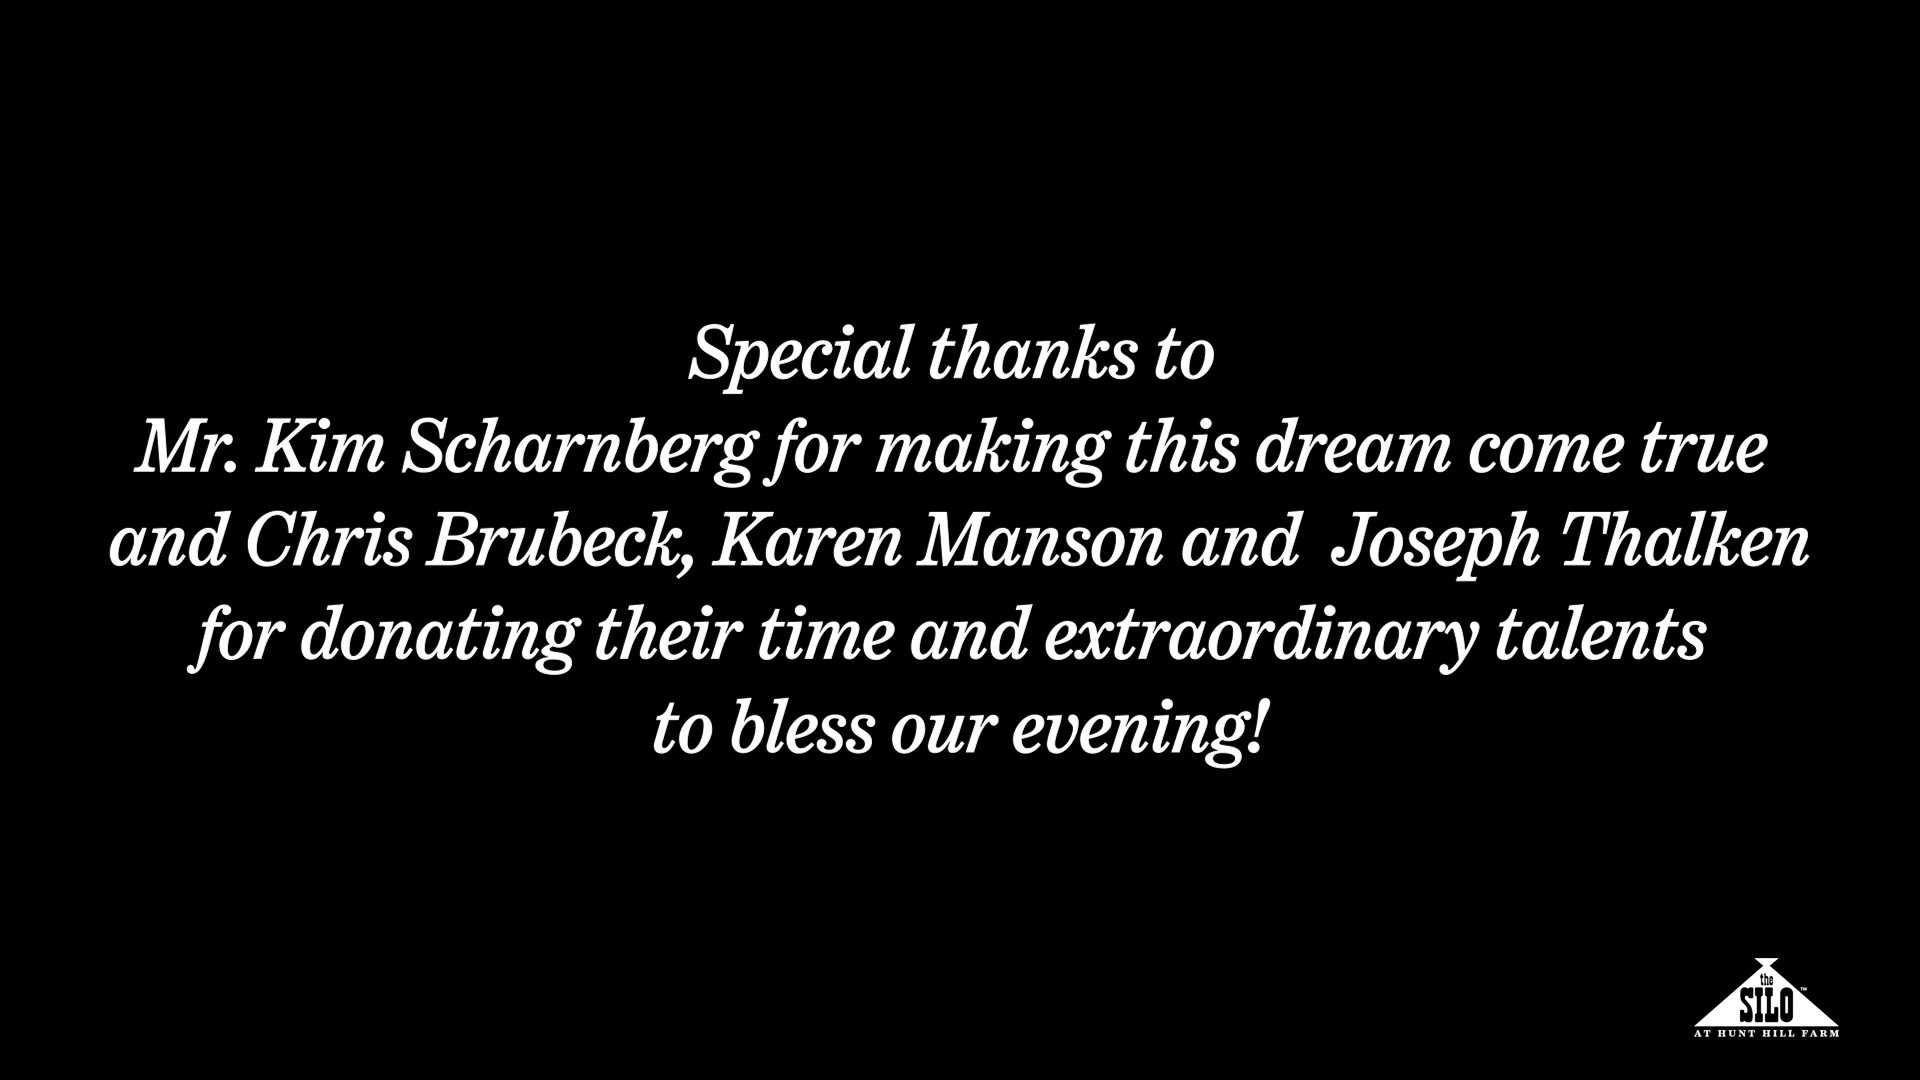 Special thanks to
Mr. Kim Scharnberg for making this dream come true
and Chris Brubeck, Karen Manson and  Joseph Thalken
for donating their time and extraordinary talents
to bless our evening!
the
SILO™
AT HUNT HILL FARM